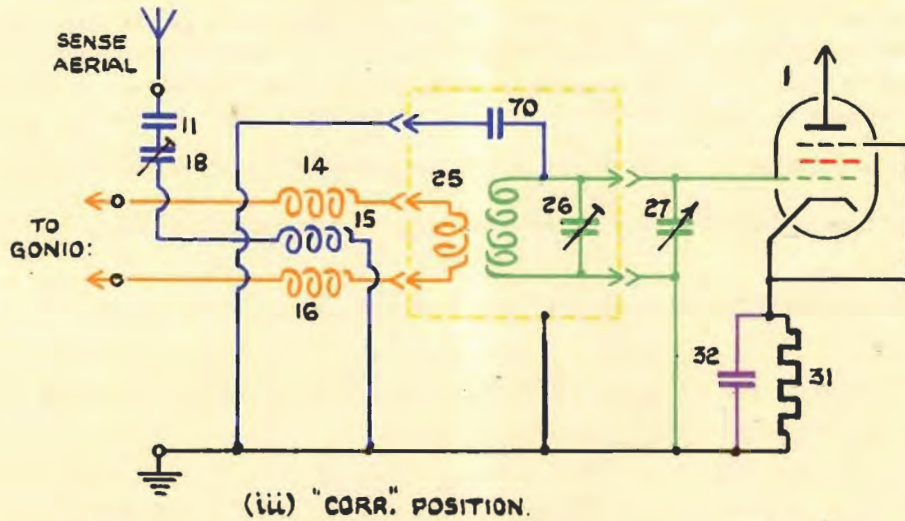 SENSE
AERIAL
11
18
70
1
14
25
15
26
27
TO
GONIO:
16
32
31
(iii) "CORR." POSITION.